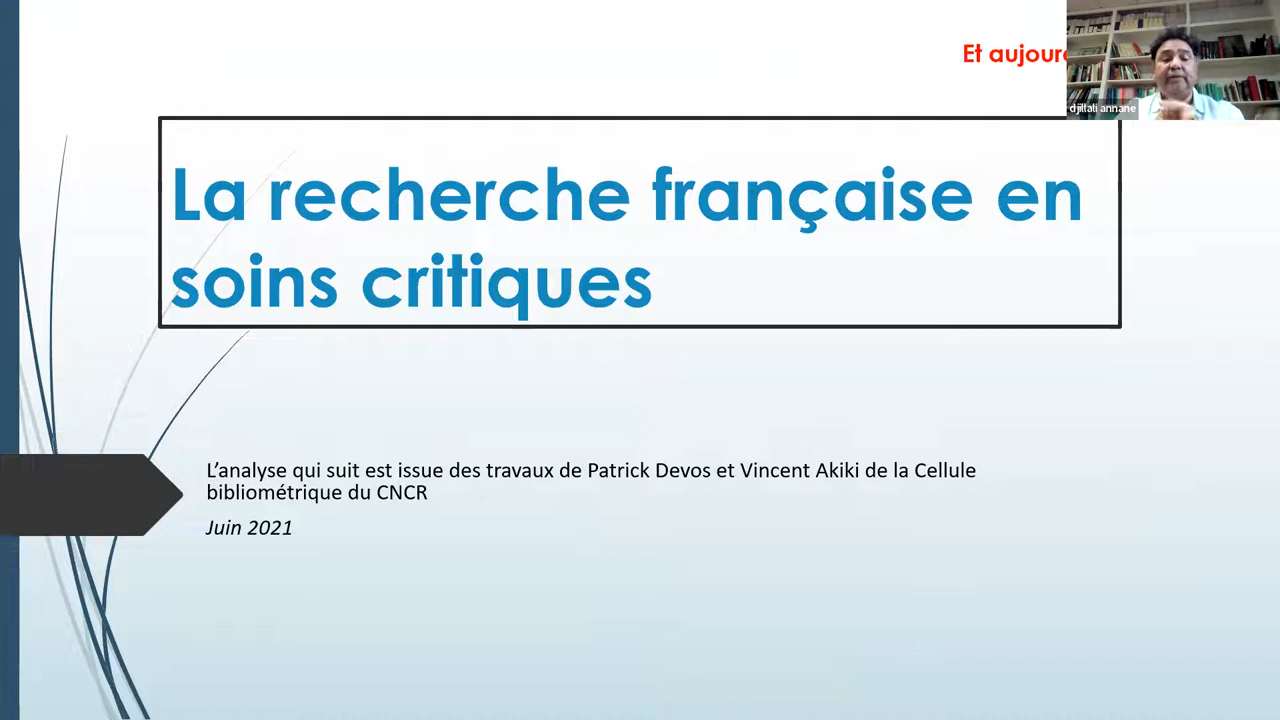 Et
djillali annane
La recherche française en
soins critiques
L'analyse qui suit est issue des travaux de Patrick Devos et Vincent Akiki de la Cellule
bibliométrique du CNCR
Juin 2021